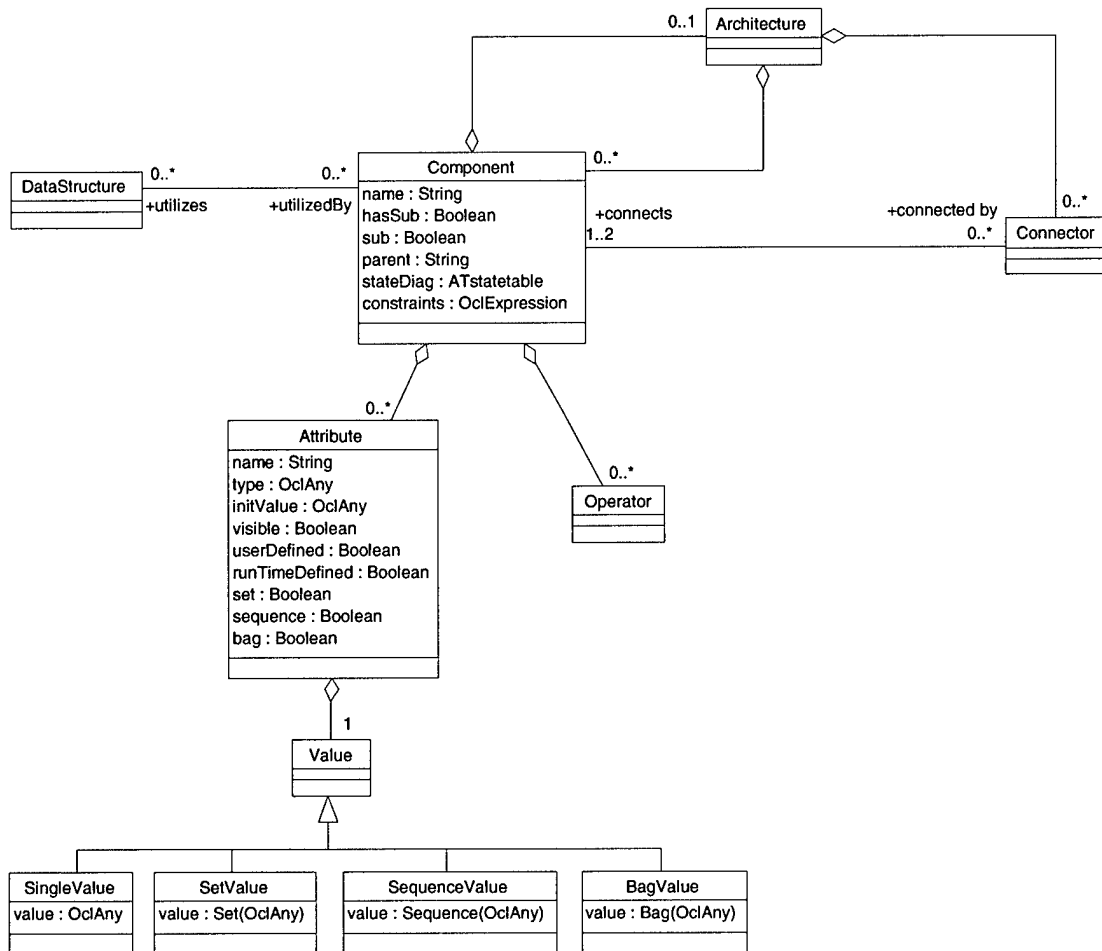 0..1
Architecture
Component
name : String
hasSub : Boolean
sub : Boolean
parent : String
stateDiag : ATstatetable
constraints : OclExpression
0..*
DataStructure
0..*
+utilizes
0..*
+utilizedBy
+connects
1..2
+connected by
0..*
0..*
Connector
0..*
Attribute
name : String
type : OclAny
initValue : OclAny
visible : Boolean
userDefined : Boolean
runTimeDefined : Boolean
set : Boolean
sequence : Boolean
bag : Boolean
0..*
Operator
1
Value
SingleValue
value : OclAny
SetValue
value : Set(OclAny)
SequenceValue
value : Sequence(OclAny)
BagValue
value : Bag(OclAny)